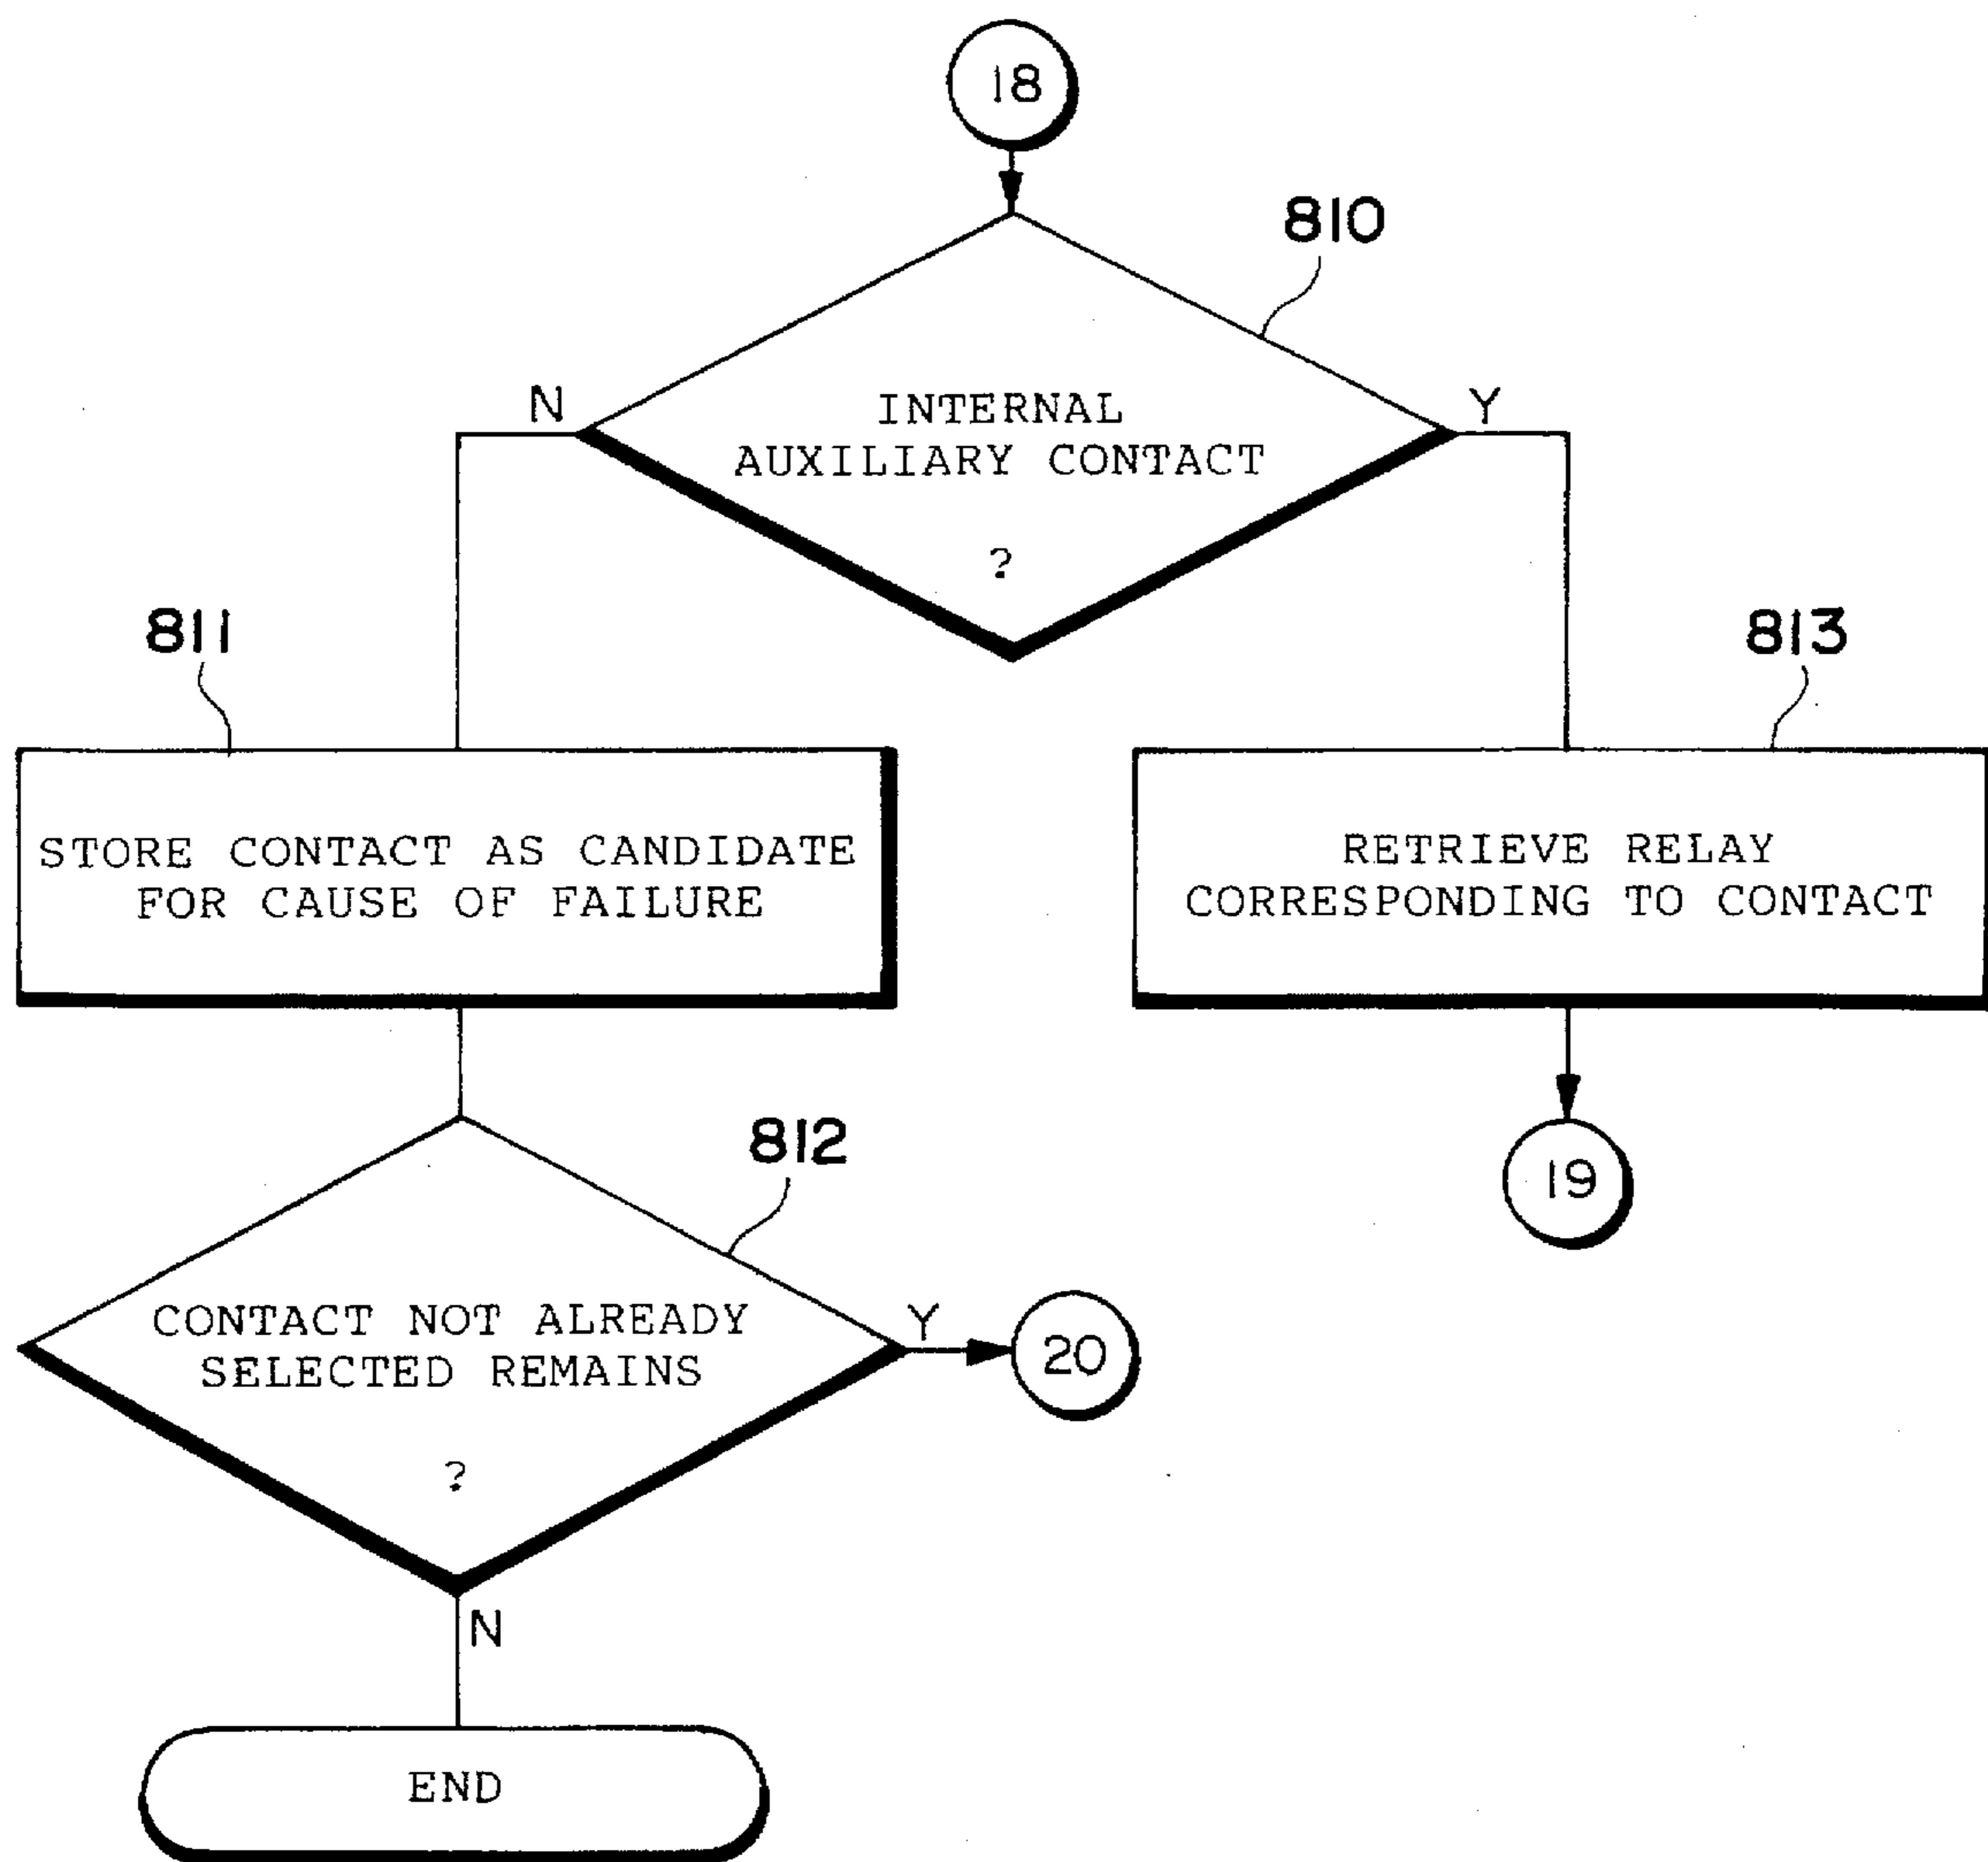 18
810
N
Y
INTERNAL
AUXILIARY CONTACT
?
811
813
STORE CONTACT AS CANDIDATE
FOR CAUSE OF FAILURE
RETRIEVE RELAY
CORRESPONDING TO CONTACT
812
19
CONTACT NOT ALREADY
SELECTED REMAINS
?
Y
20
N
END